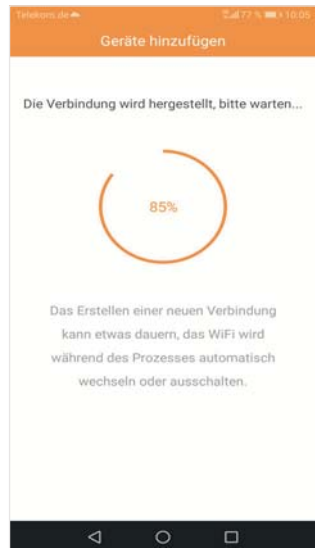 Telekom.de
77 % 10:05
Geräte hinzufügen
Die Verbindung wird hergestellt, bitte warten...
85%
Das Erstellen einer neuen Verbindung
kann etwas dauern, das WiFi wird
während des Prozesses automatisch
wechseln oder ausschalten.